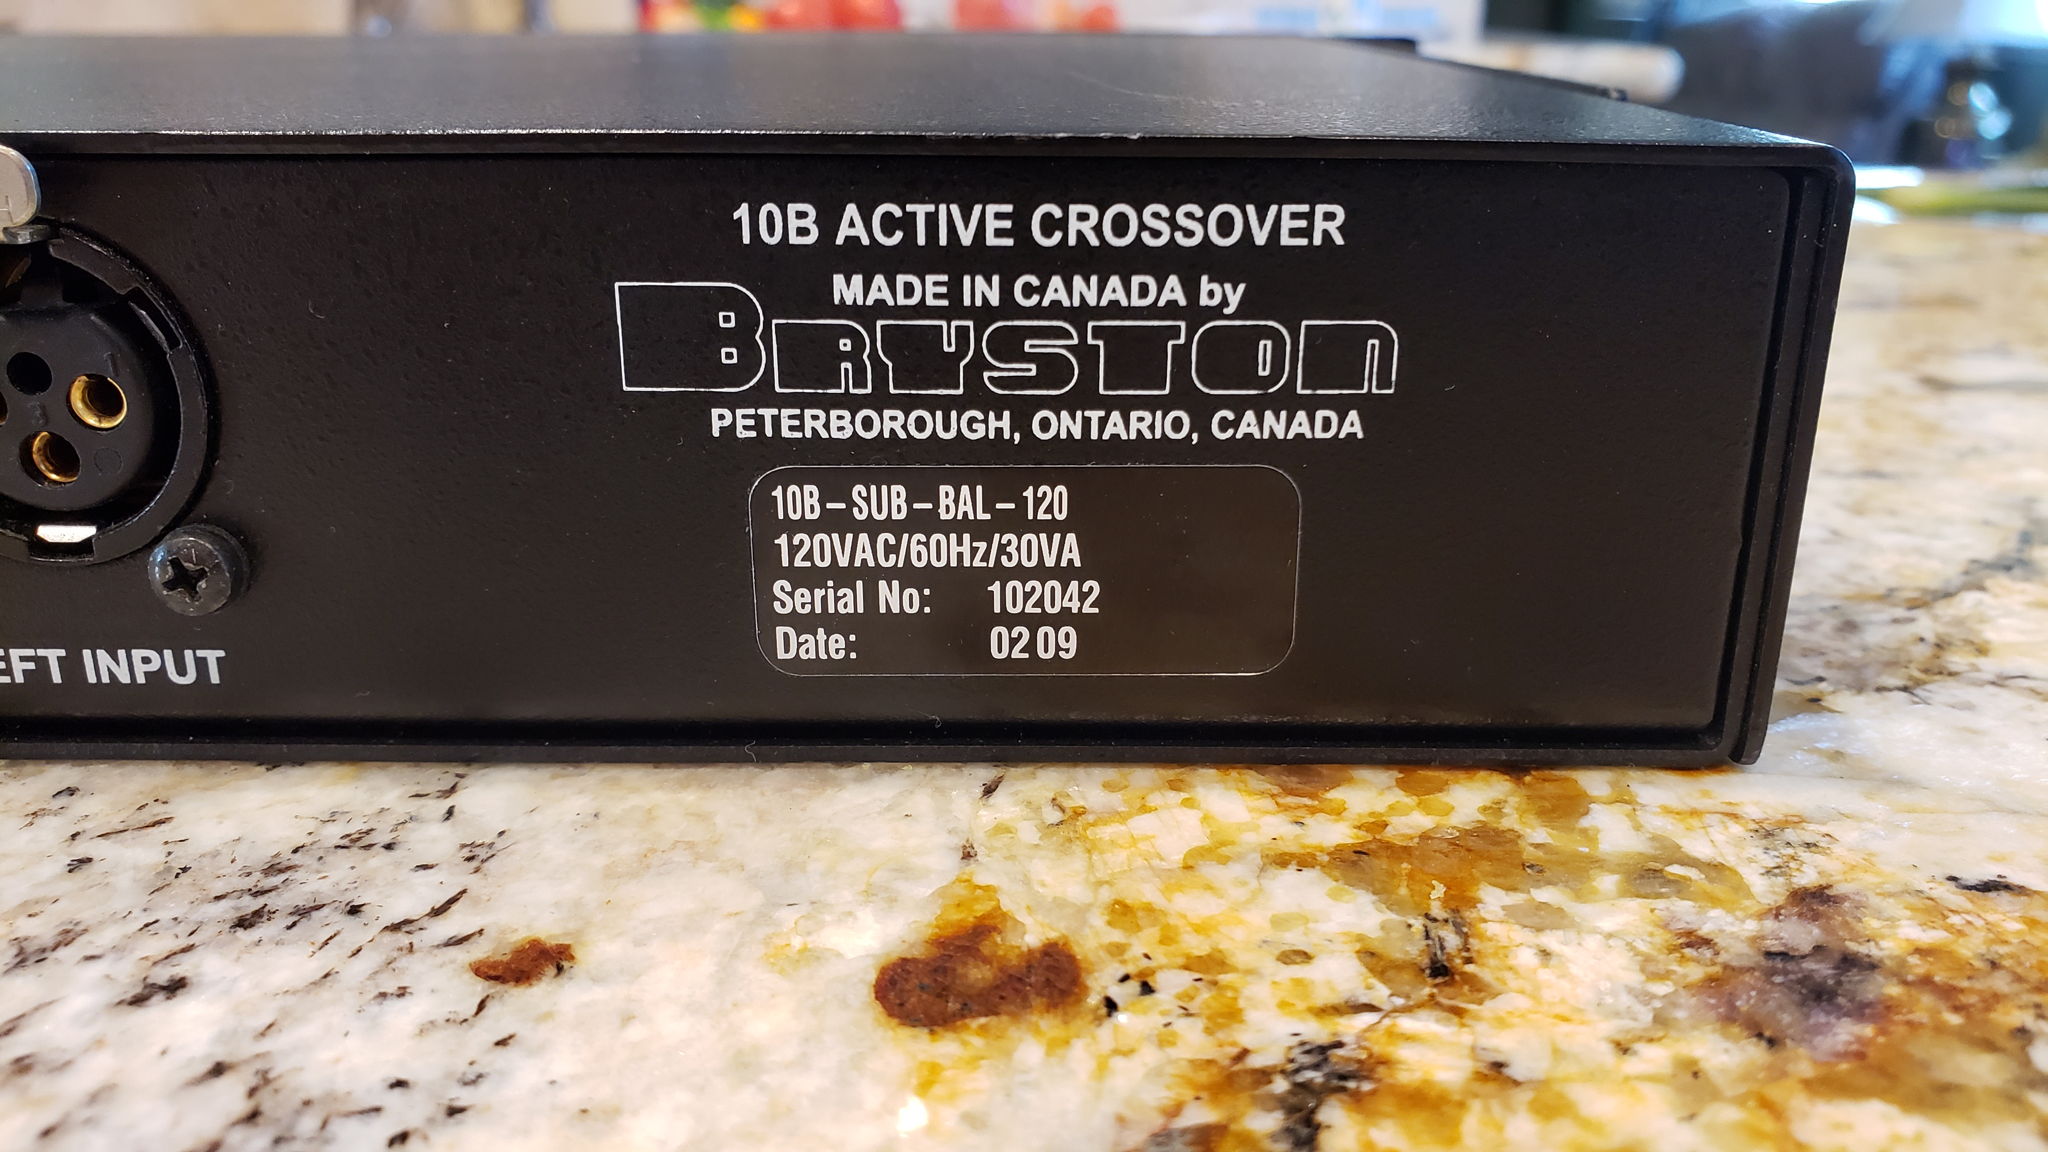 10B ACTIVE CROSSOVER
MADE IN CANADA by
BRYSTON
PETERBOROUGH, ONTARIO, CANADA
10B-SUB-BAL-120
120VAC/60Hz/30VA
Serial No: 102042
Date: 02 09
EFT INPUT